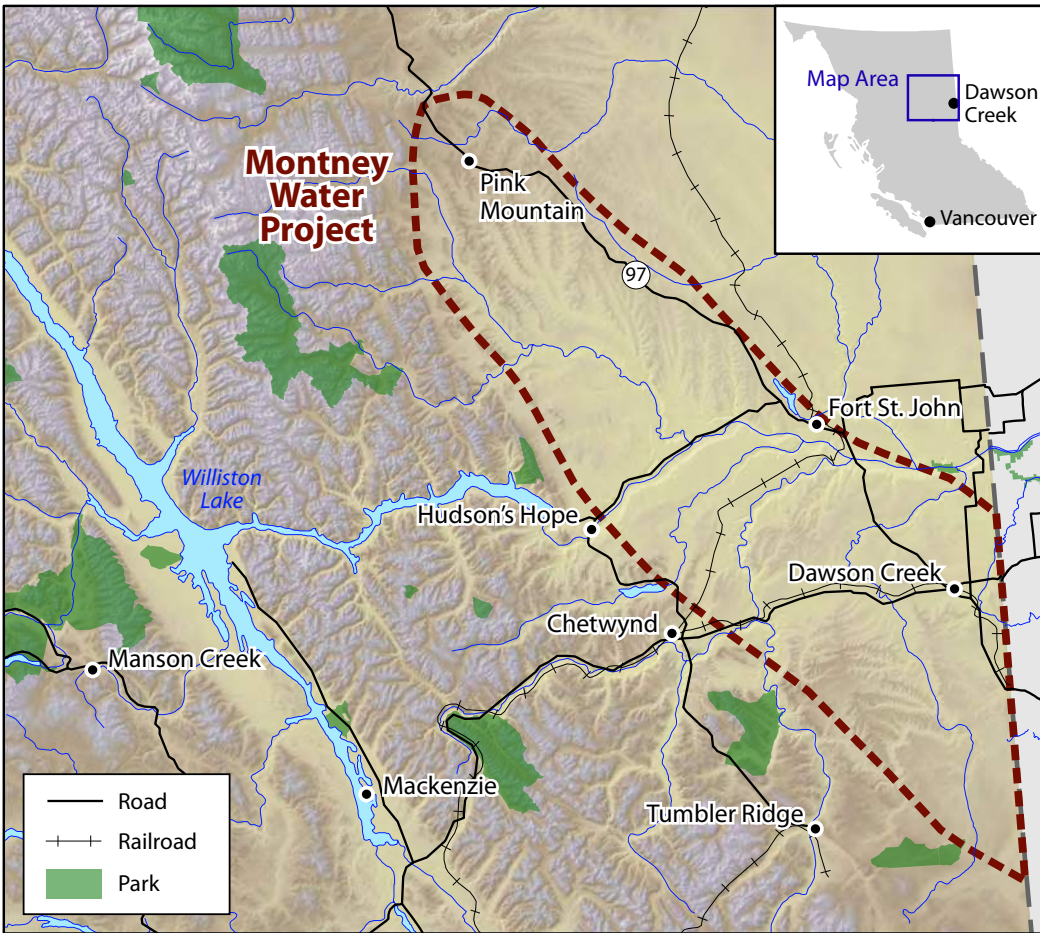 Map Area
Dawson
Creek
Vancouver
Montney
Water
Project
Pink
Mountain
97
Fort St. John
Williston
Lake
Hudson's Hope
Dawson Creek
Chetwynd
Manson Creek
Mackenzie
Tumbler Ridge
Road
Railroad
Park